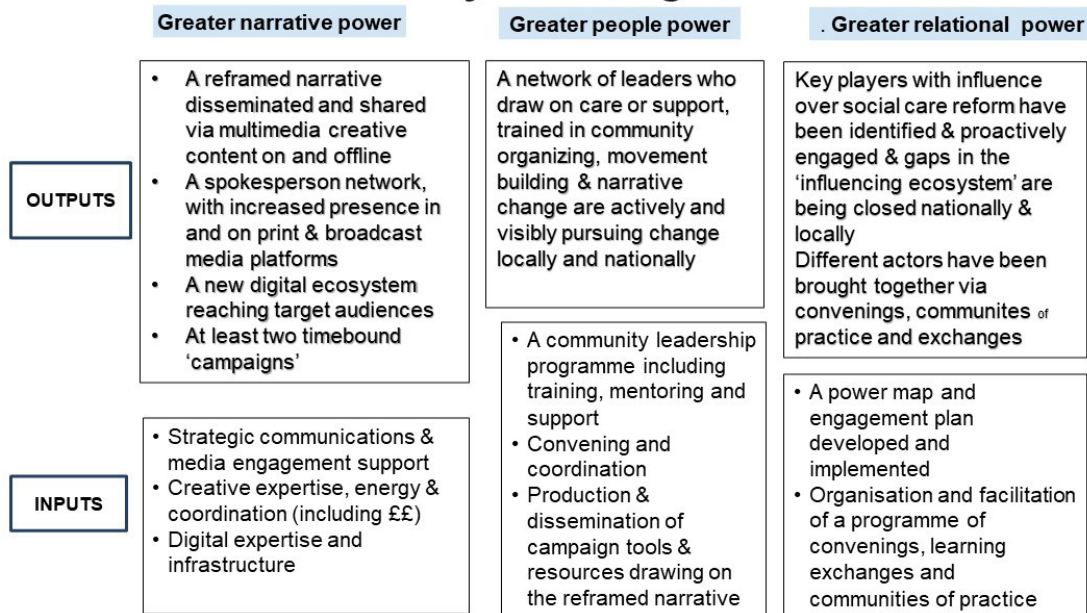 Greater narrative power
Greater people power
. Greater relational power
OUTPUTS
• A reframed narrative
disseminated and shared
via multimedia creative
content on and offline
• A spokesperson network,
with increased presence in
and on print & broadcast
media platforms
• A new digital ecosystem
reaching target audiences
• At least two timebound
‘campaigns’
A network of leaders who
draw on care or support,
trained in community
organizing, movement
building & narrative
change are actively and
visibly pursuing change
locally and nationally
Key players with influence
over social care reform have
been identified & proactively
engaged & gaps in the
‘influencing ecosystem’ are
being closed nationally &
locally
Different actors have been
brought together via
convenings, communites of
practice and exchanges
INPUTS
• Strategic communications &
media engagement support
• Creative expertise, energy &
coordination (including ££)
• Digital expertise and
infrastructure
• A community leadership
programme including
training, mentoring and
support
• Convening and
coordination
• Production &
dissemination of
campaign tools &
resources drawing on
the reframed narrative
• A power map and
engagement plan
developed and
implemented
• Organisation and facilitation
of a programme of
convenings, learning
exchanges and
communities of practice